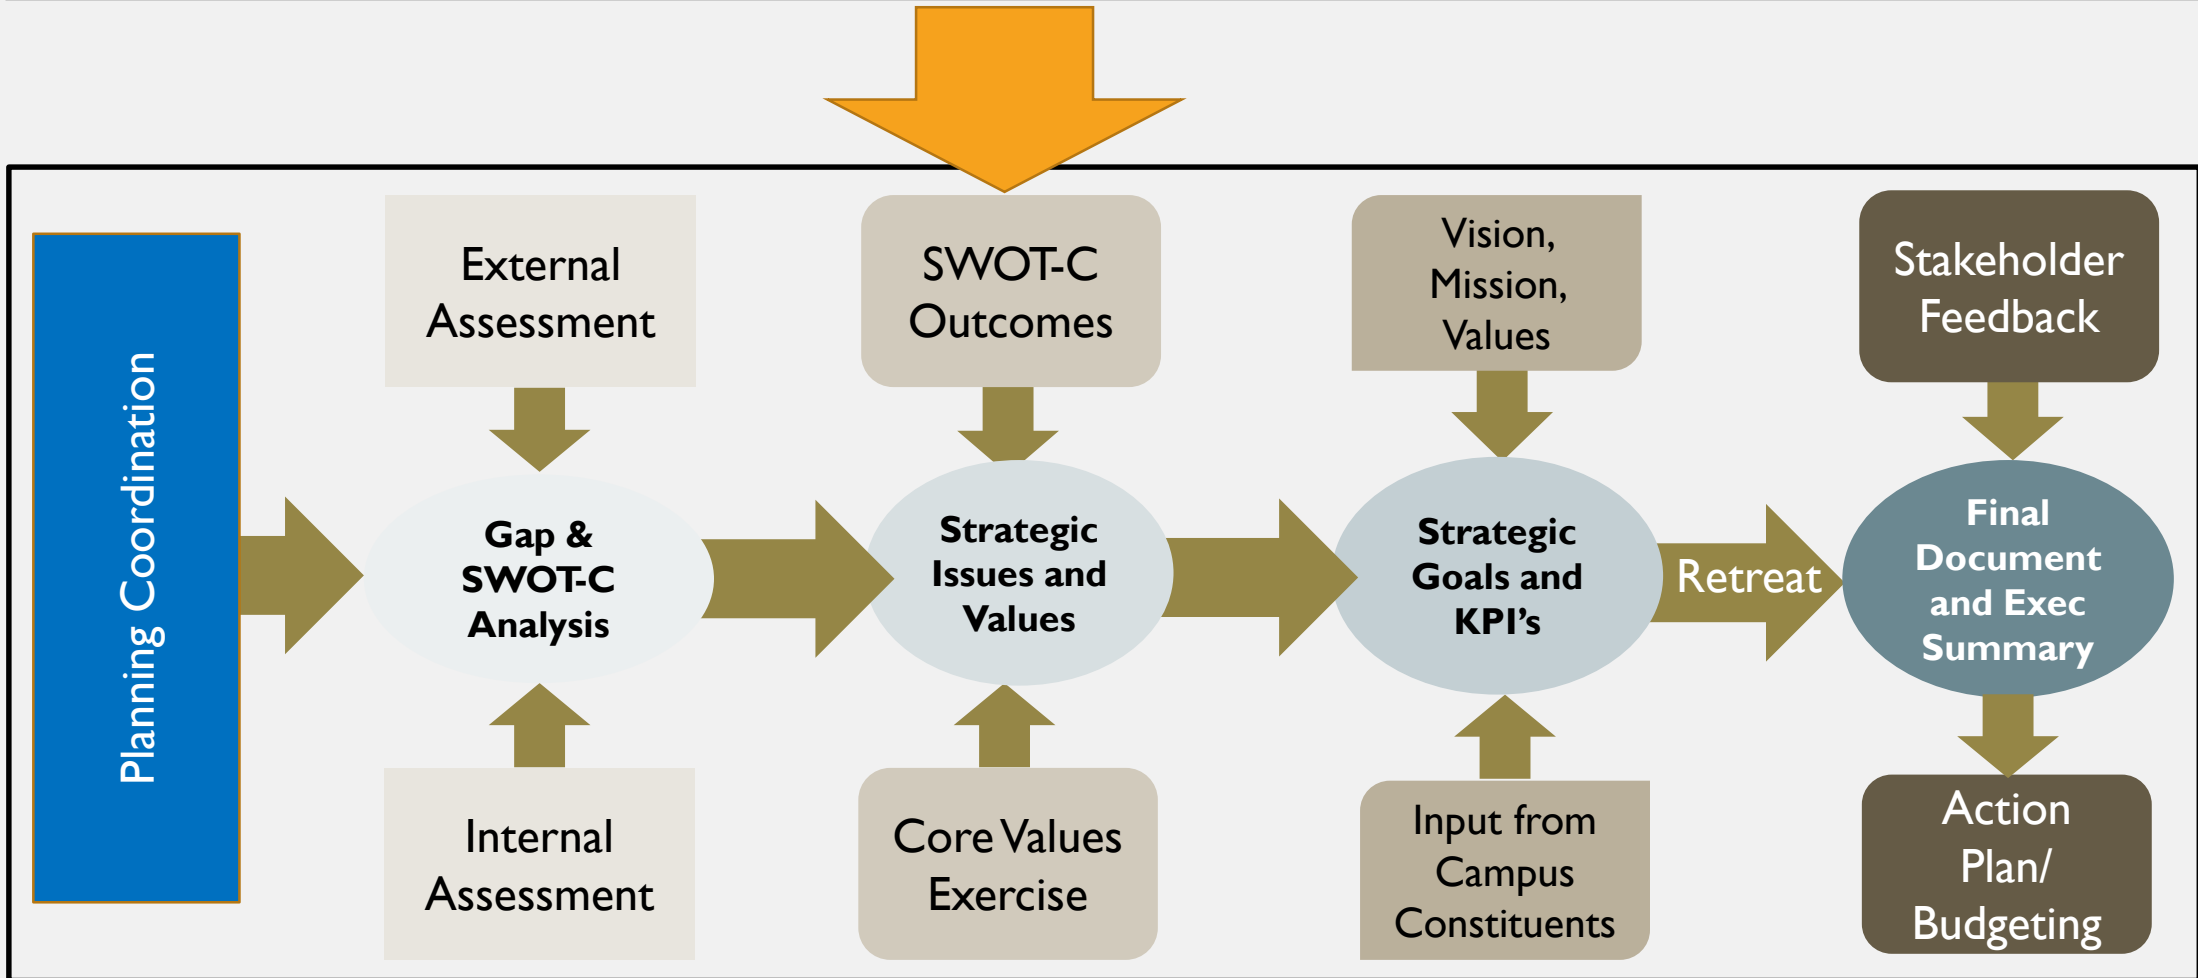 Planning Coordination
External
Assessment
Gap &
SWOT-C
Analysis
Internal
Assessment
SWOT-C
Outcomes
Strategic
Issues and
Values
Core Values
Exercise
Vision,
Mission,
Values
Strategic
Goals and
KPI’s
Input from
Campus
Constituents
Retreat
Stakeholder
Feedback
Final
Document
and Exec
Summary
Action
Plan/
Budgeting